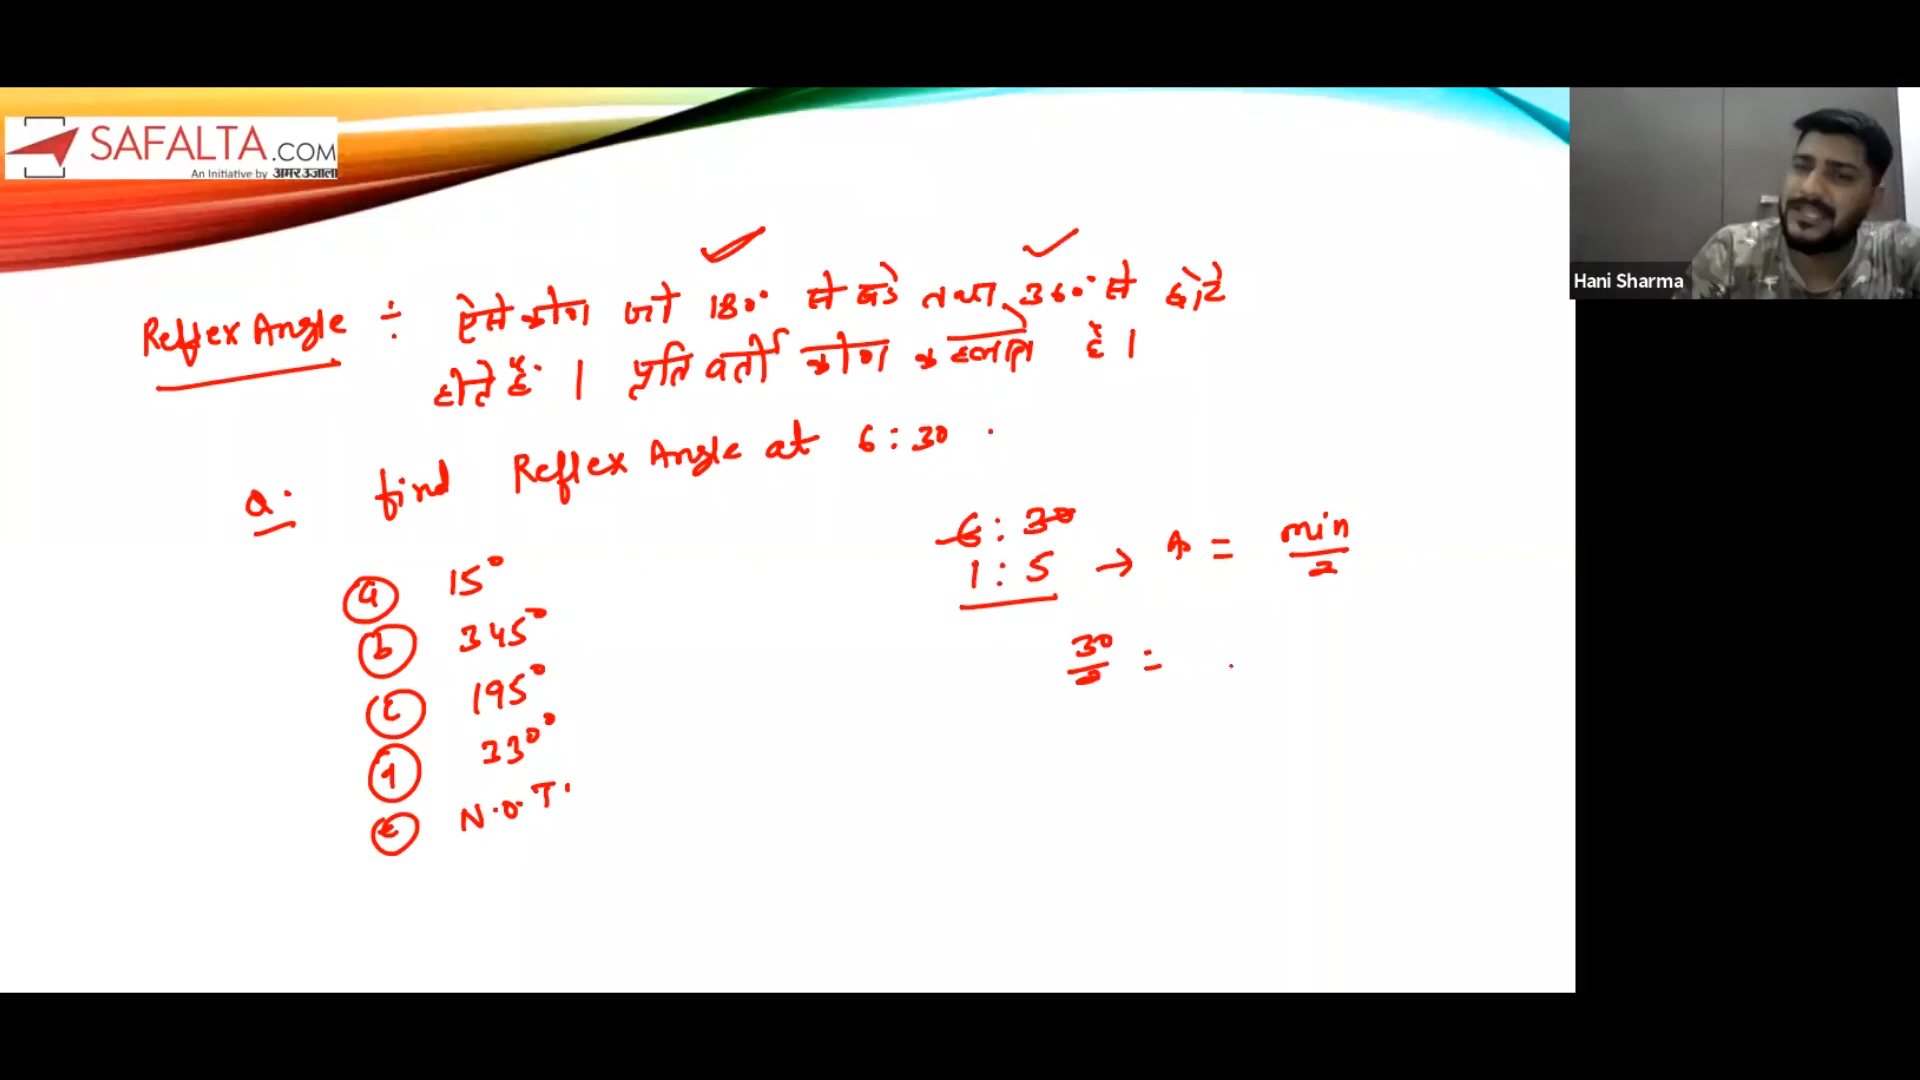 SAFALTA.COM
An Initiative by अमर उजाला
Hani Sharma
Reflex Angle ÷ ऐसे कोण जो 180° से बड़े तथा 360° से छोटे
होते हैं। प्रतिवर्ती कोण कहलाते हैं।
Q. find Reflex Angle at 6:30.
6:30
1:5 → = min/2
30/2 =
a 15°
b 345°
c 195°
d 330°
e N.O.T.